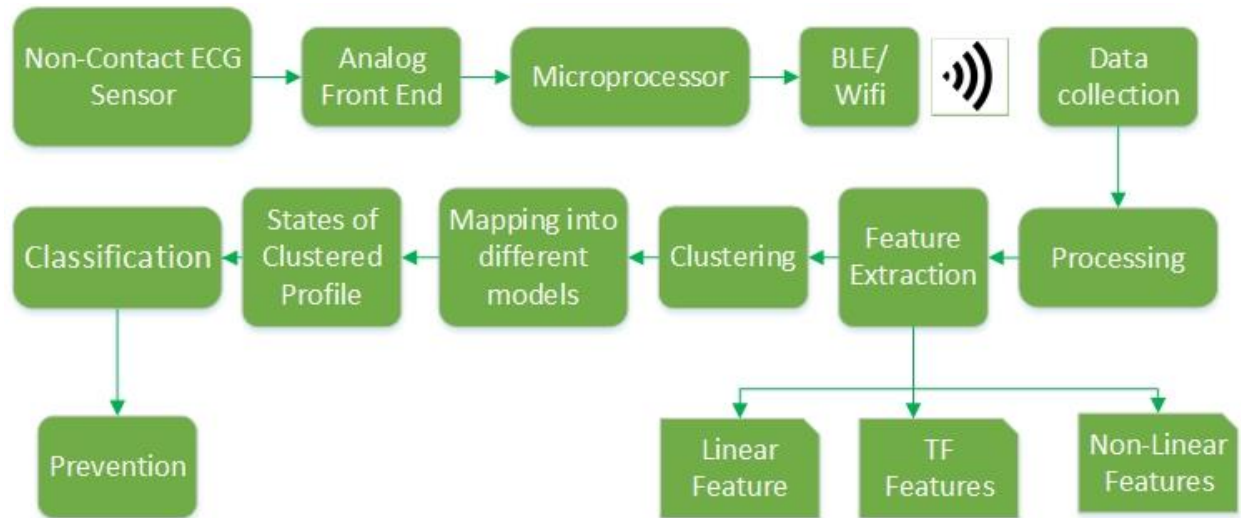 Non-Contact ECG
Sensor
Analog
Front End
Microprocessor
BLE/
Wifi
Data
collection
Classification
States of
Clustered
Profile
Mapping into
different
models
Clustering
Feature
Extraction
Processing
Prevention
Linear
Feature
TF
Features
Non-Linear
Features